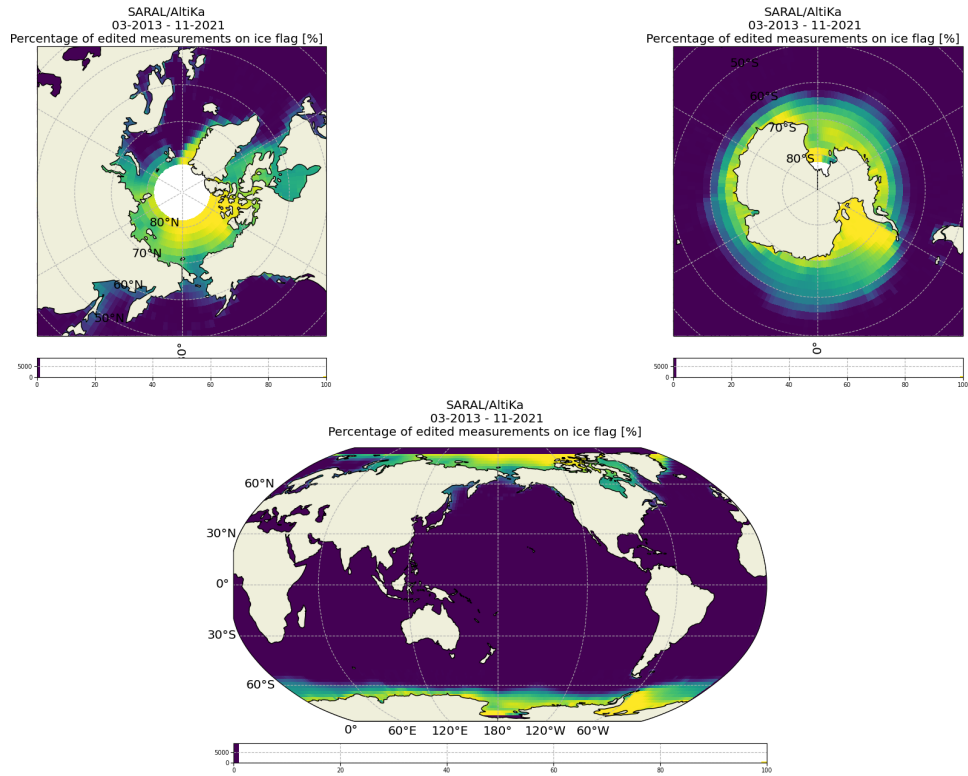 SARAL/AltiKa
03-2013 - 11-2021
Percentage of edited measurements on ice flag [%]
80°N
70°N
60°N
50°N
0°
5000
0
0 20 40 60 80 100
SARAL/AltiKa
03-2013 - 11-2021
Percentage of edited measurements on ice flag [%]
50°S
60°S
70°S
80°S
0°
5000
0
0 20 40 60 80 100
SARAL/AltiKa
03-2013 - 11-2021
Percentage of edited measurements on ice flag [%]
60°N
30°N
0°
30°S
60°S
0° 60°E 120°E 180° 120°W 60°W
5000
0
0 20 40 60 80 100